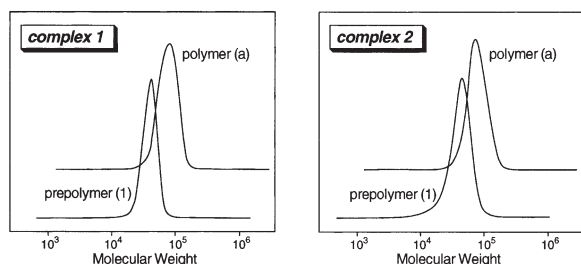 complex 1
polymer (a)
prepolymer (1)
10³ 10⁴ 10⁵ 10⁶
Molecular Weight
complex 2
polymer (a)
prepolymer (1)
10³ 10⁴ 10⁵ 10⁶
Molecular Weight